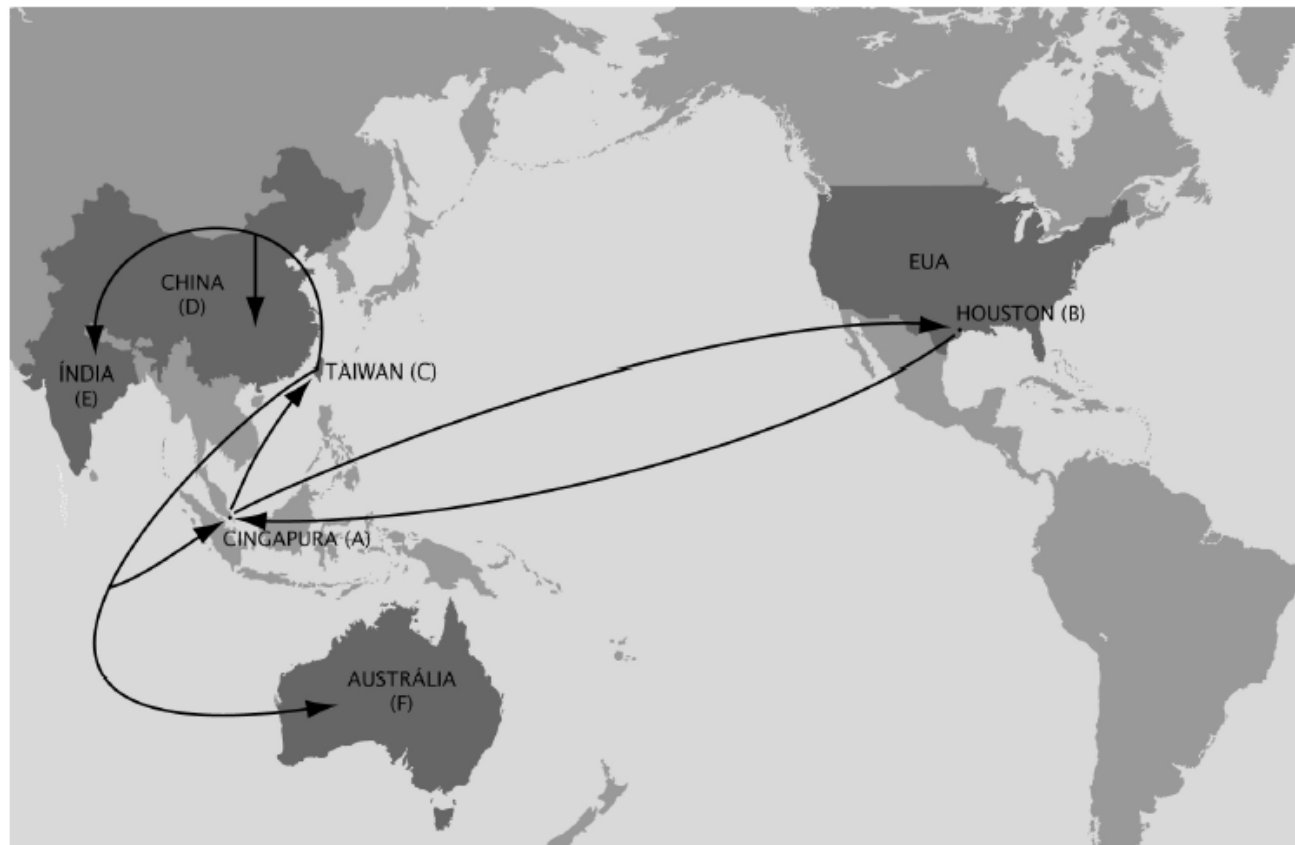 EUA
CHINA
(D)
HOUSTON (B)
ÍNDIA
(E)
TAIWAN (C)
CINGAPURA (A)
AUSTRÁLIA
(F)